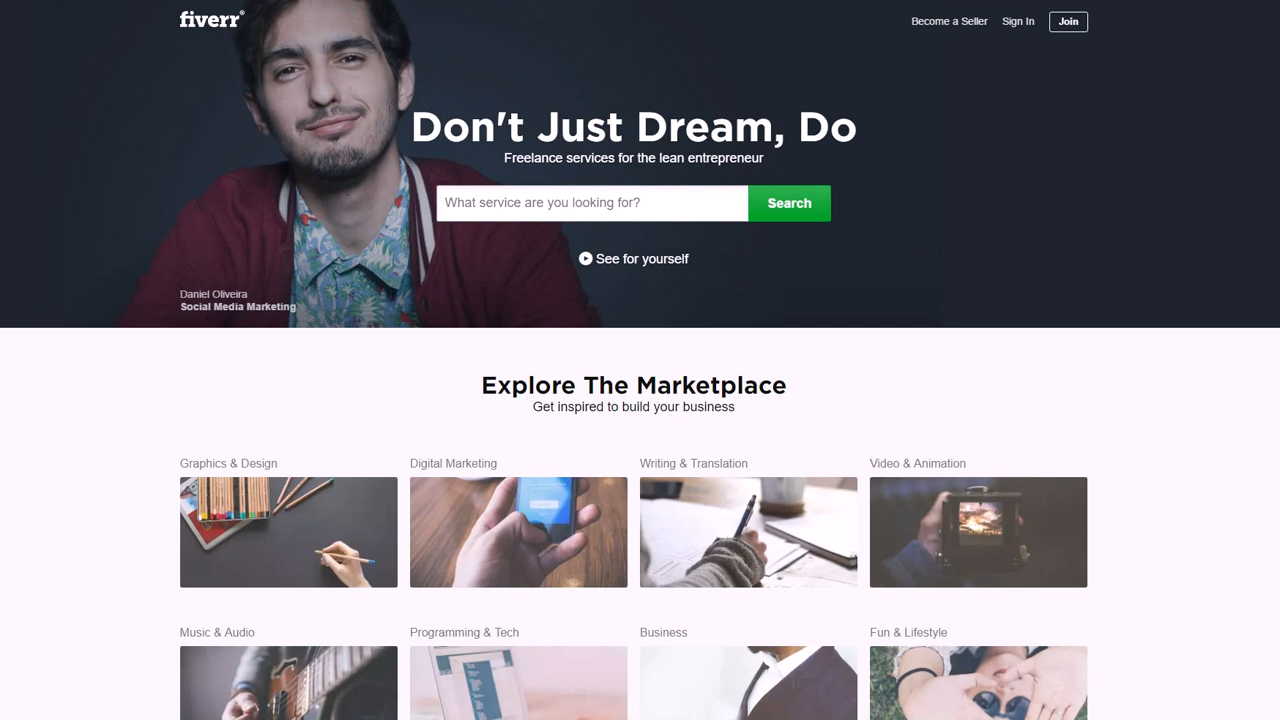 fiverr®
Become a Seller Sign In Join
Don't Just Dream, Do
Freelance services for the lean entrepreneur
What service are you looking for? Search
See for yourself
Daniel Oliveira
Social Media Marketing
Explore The Marketplace
Get inspired to build your business
Graphics & Design Digital Marketing Writing & Translation Video & Animation
Music & Audio Programming & Tech Business Fun & Lifestyle